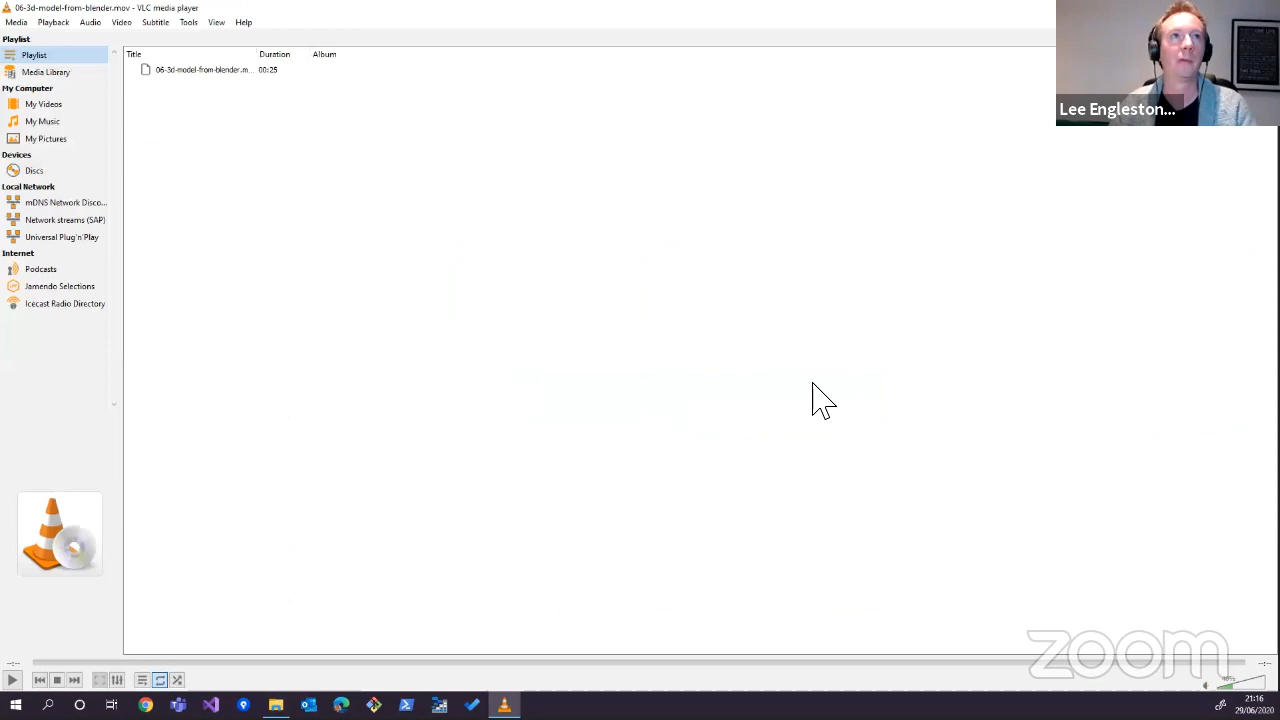 06-3d-model-from-blender.mov - VLC media player
Media Playback Audio Video Subtitle Tools View Help
Playlist
Playlist
Media Library
My Computer
My Videos
My Music
My Pictures
Devices
Discs
Local Network
mDNS Network Disco...
Network streams (SAP)
Universal Plug'n'Play
Internet
Podcasts
Jamendo Selections
Icecast Radio Directory
Title Duration Album
06-3d-model-from-blender.m... 00:25
Lee Engleston...
zoom
--:-- --:--
21:16
29/06/2020